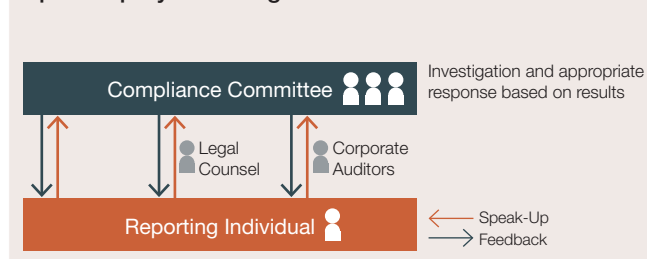 Compliance Committee
Investigation and appropriate
response based on results
Legal
Counsel
Corporate
Auditors
Reporting Individual
Speak-Up
Feedback